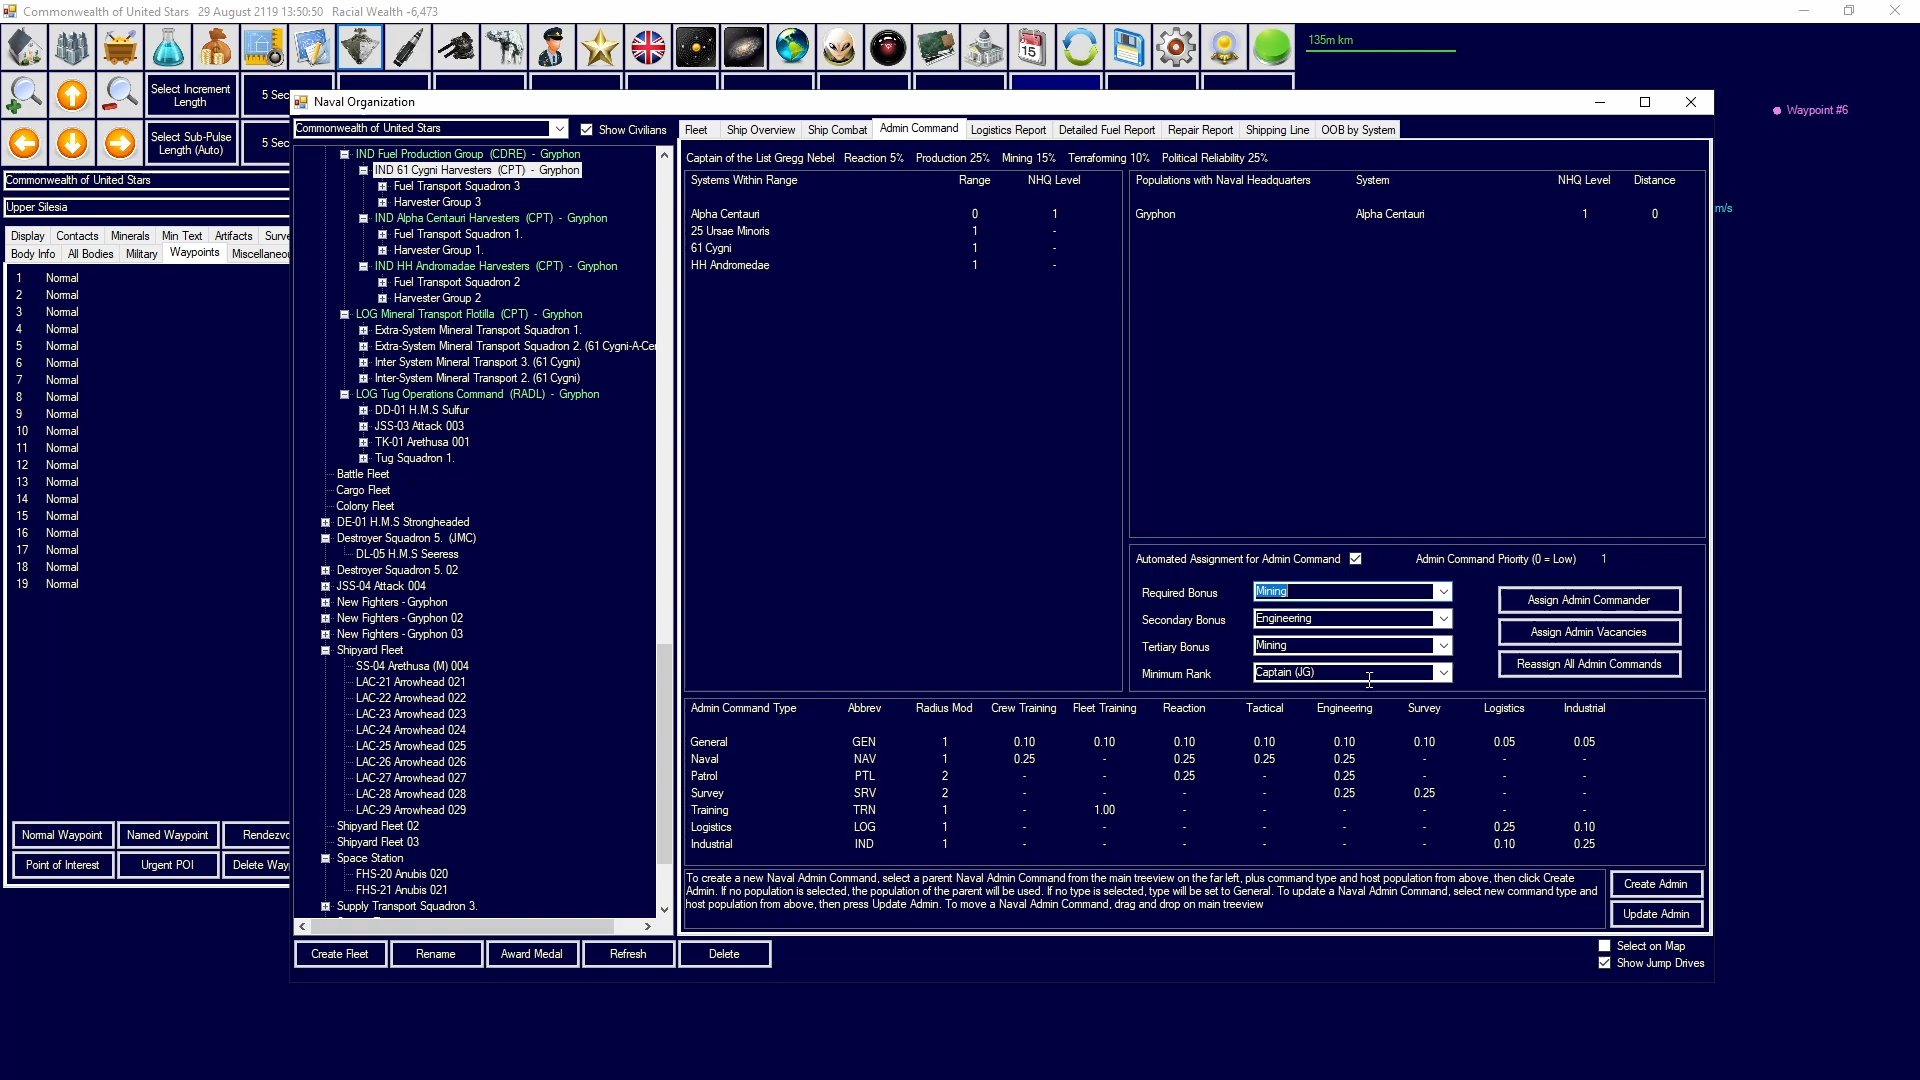 Commonwealth of United Stars   29 August 2119 13:50:50   Racial Wealth -6,473
135m km
Select Increment Length
5 Sec
Select Sub-Pulse Length (Auto)
5 Sec
Waypoint #6
m/s
Commonwealth of United Stars
Upper Silesia
Display Contacts Minerals Min Text Artifacts Surve
Body Info All Bodies Military Waypoints Miscellaneou
1 Normal
2 Normal
3 Normal
4 Normal
5 Normal
6 Normal
7 Normal
8 Normal
9 Normal
10 Normal
11 Normal
12 Normal
13 Normal
14 Normal
15 Normal
16 Normal
17 Normal
18 Normal
19 Normal
Normal Waypoint Named Waypoint Rendezvo
Point of Interest Urgent POI Delete Way
Naval Organization
Commonwealth of United Stars Show Civilians
IND Fuel Production Group (CDRE) - Gryphon
IND 61 Cygni Harvesters (CPT) - Gryphon
Fuel Transport Squadron 3
Harvester Group 3
IND Alpha Centauri Harvesters (CPT) - Gryphon
Fuel Transport Squadron 1.
Harvester Group 1.
IND HH Andromadae Harvesters (CPT) - Gryphon
Fuel Transport Squadron 2
Harvester Group 2
LOG Mineral Transport Flotilla (CPT) - Gryphon
Extra-System Mineral Transport Squadron 1.
Extra-System Mineral Transport Squadron 2. (61 Cygni-A-Cer
Inter System Mineral Transport 3. (61 Cygni)
Inter-System Mineral Transport 2. (61 Cygni)
LOG Tug Operations Command (RADL) - Gryphon
DD-01 H.M.S Sulfur
JSS-03 Attack 003
TK-01 Arethusa 001
Tug Squadron 1.
Battle Fleet
Cargo Fleet
Colony Fleet
DE-01 H.M.S Strongheaded
Destroyer Squadron 5. (JMC)
DL-05 H.M.S Seeress
Destroyer Squadron 5. 02
JSS-04 Attack 004
New Fighters - Gryphon
New Fighters - Gryphon 02
New Fighters - Gryphon 03
Shipyard Fleet
SS-04 Arethusa (M) 004
LAC-21 Arrowhead 021
LAC-22 Arrowhead 022
LAC-23 Arrowhead 023
LAC-24 Arrowhead 024
LAC-25 Arrowhead 025
LAC-26 Arrowhead 026
LAC-27 Arrowhead 027
LAC-28 Arrowhead 028
LAC-29 Arrowhead 029
Shipyard Fleet 02
Shipyard Fleet 03
Space Station
FHS-20 Anubis 020
FHS-21 Anubis 021
Supply Transport Squadron 3.
Create Fleet Rename Award Medal Refresh Delete
Fleet Ship Overview Ship Combat Admin Command Logistics Report Detailed Fuel Report Repair Report Shipping Line OOB by System
Captain of the List Gregg Nebel Reaction 5% Production 25% Mining 15% Terraforming 10% Political Reliability 25%
Systems Within Range Range NHQ Level
Alpha Centauri 0 1
25 Ursae Minoris 1 -
61 Cygni 1 -
HH Andromedae 1 -
Populations with Naval Headquarters System NHQ Level Distance
Gryphon Alpha Centauri 1 0
Automated Assignment for Admin Command Admin Command Priority (0 = Low) 1
Required Bonus Mining
Secondary Bonus Engineering
Tertiary Bonus Mining
Minimum Rank Captain (JG)
Assign Admin Commander
Assign Admin Vacancies
Reassign All Admin Commands
Admin Command Type Abbrev Radius Mod Crew Training Fleet Training Reaction Tactical Engineering Survey Logistics Industrial
General GEN 1 0.10 0.10 0.10 0.10 0.10 0.10 0.05 0.05
Naval NAV 1 0.25 - 0.25 0.25 0.25 - - -
Patrol PTL 2 - - 0.25 - 0.25 - - -
Survey SRV 2 - - - - 0.25 0.25 - -
Training TRN 1 - 1.00 - - - - - -
Logistics LOG 1 - - - - - - 0.25 0.10
Industrial IND 1 - - - - - - 0.10 0.25
To create a new Naval Admin Command, select a parent Naval Admin Command from the main treeview on the far left, plus command type and host population from above, then click Create
Admin. If no population is selected, the population of the parent will be used. If no type is selected, type will be set to General. To update a Naval Admin Command, select new command type and
host population from above, then press Update Admin. To move a Naval Admin Command, drag and drop on main treeview
Create Admin
Update Admin
Select on Map
Show Jump Drives